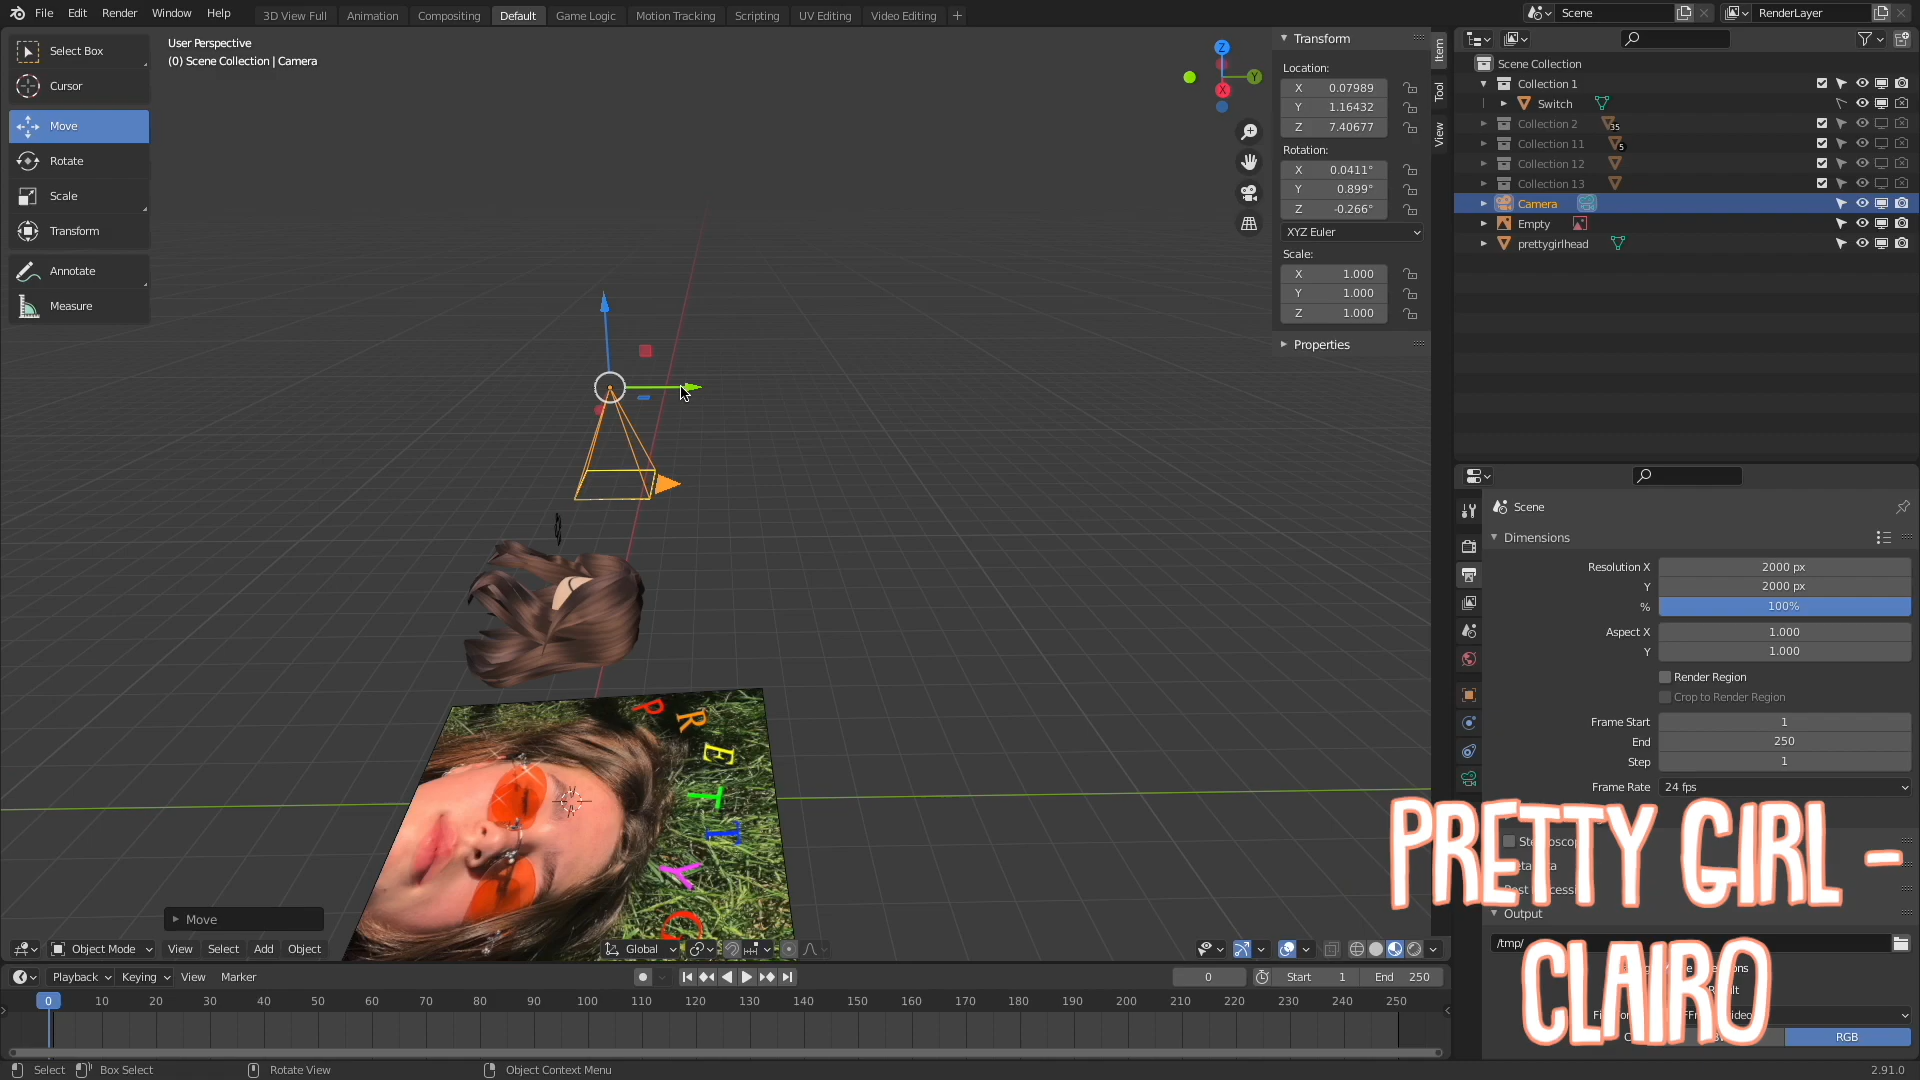 File Edit Render Window Help
3D View Full Animation Compositing Default Game Logic Motion Tracking Scripting UV Editing Video Editing +
Scene
RenderLayer
Select Box
Cursor
Move
Rotate
Scale
Transform
Annotate
Measure
User Perspective
(0) Scene Collection | Camera
Z
Y
X
Transform
Location:
X 0.07989
Y 1.16432
Z 7.40677
Rotation:
X 0.0411°
Y 0.899°
Z -0.266°
XYZ Euler
Scale:
X 1.000
Y 1.000
Z 1.000
Properties
Item
Tool
View
Scene Collection
Collection 1
Switch
Collection 2 35
Collection 11 5
Collection 12
Collection 13
Camera
Empty
prettygirlhead
Scene
Dimensions
Resolution X 2000 px
Y 2000 px
% 100%
Aspect X 1.000
Y 1.000
Render Region
Crop to Render Region
Frame Start 1
End 250
Step 1
Frame Rate 24 fps
PRETTY GIRL -
CLAIRO
Output
/tmp/
RGB
P
R
E
T
T
Y
Move
Object Mode View Select Add Object
Global
Playback Keying View Marker
0 Start 1 End 250
0 10 20 30 40 50 60 70 80 90 100 110 120 130 140 150 160 170 180 190 200 210 220 230 240 250
Select Box Select Rotate View Object Context Menu
2.91.0